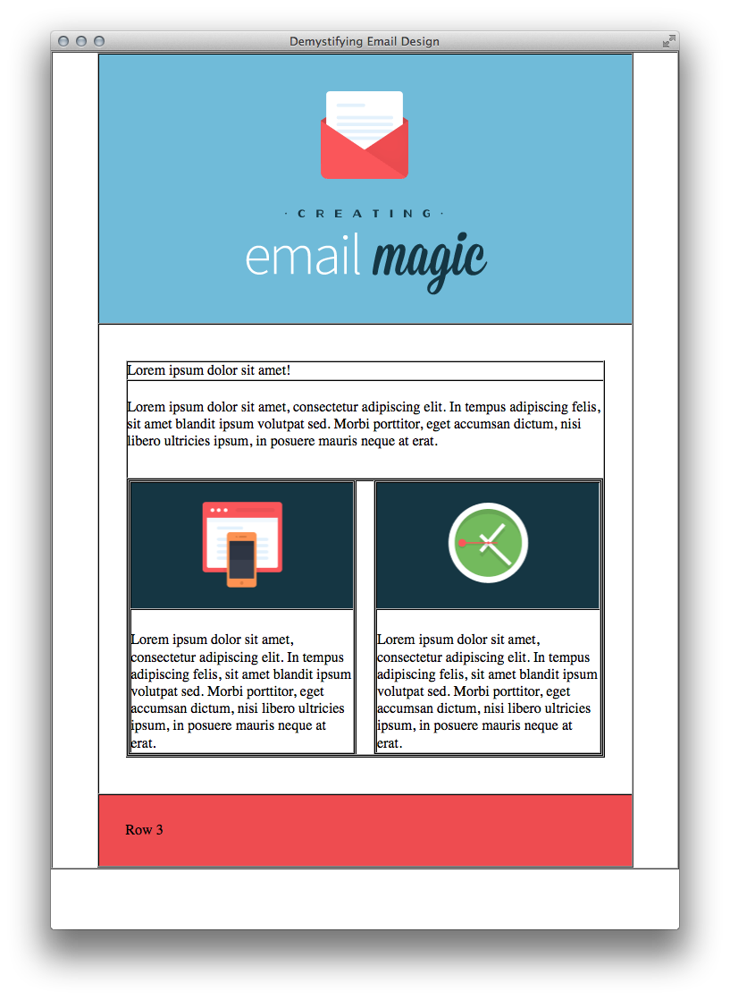 Demystifying Email Design
· CREATING ·
email magic
Lorem ipsum dolor sit amet!
Lorem ipsum dolor sit amet, consectetur adipiscing elit. In tempus adipiscing felis,
sit amet blandit ipsum volutpat sed. Morbi porttitor, eget accumsan dictum, nisi
libero ultricies ipsum, in posuere mauris neque at erat.
Lorem ipsum dolor sit amet,
consectetur adipiscing elit. In tempus
adipiscing felis, sit amet blandit ipsum
volutpat sed. Morbi porttitor, eget
accumsan dictum, nisi libero ultricies
ipsum, in posuere mauris neque at
erat.
Lorem ipsum dolor sit amet,
consectetur adipiscing elit. In tempus
adipiscing felis, sit amet blandit ipsum
volutpat sed. Morbi porttitor, eget
accumsan dictum, nisi libero ultricies
ipsum, in posuere mauris neque at
erat.
Row 3